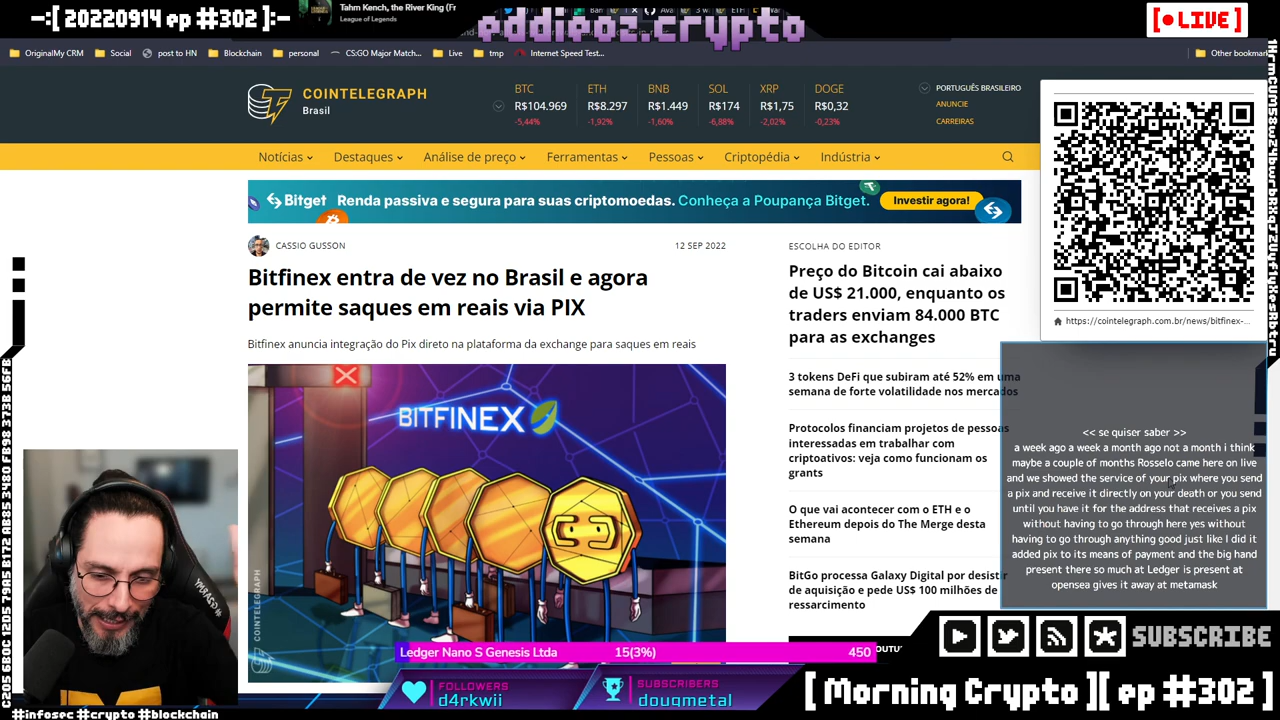 -:[ 20220914 ep #302 ]:-
Tahm Kench, the River King (Fr
League of Legends
eddieoz.crypto
[ LIVE ]
OriginalMy CRM
Social
post to HN
Blockchain
personal
CS:GO Major Match...
Live
tmp
Internet Speed Test...
Other bookmar
COINTELEGRAPH
Brasil
BTC
R$104.969
-5,44%
ETH
R$8.297
-1,92%
BNB
R$1.449
-1,60%
SOL
R$174
-6,88%
XRP
R$1,75
-2,02%
DOGE
R$0,32
-0,23%
PORTUGUÊS BRASILEIRO
ANUNCIE
CARREIRAS
Notícias
Destaques
Análise de preço
Ferramentas
Pessoas
Criptopédia
Indústria
Bitget Renda passiva e segura para suas criptomoedas. Conheça a Poupança Bitget. Investir agora!
CASSIO GUSSON
12 SEP 2022
Bitfinex entra de vez no Brasil e agora
permite saques em reais via PIX
Bitfinex anuncia integração do Pix direto na plataforma da exchange para saques em reais
BITFINEX
COINTELEGRAPH
ESCOLHA DO EDITOR
Preço do Bitcoin cai abaixo
de US$ 21.000, enquanto os
traders enviam 84.000 BTC
para as exchanges
3 tokens DeFi que subiram até 52% em uma
semana de forte volatilidade nos mercados
Protocolos financiam projetos de pessoas
interessadas em trabalhar com
criptoativos: veja como funcionam os
grants
O que vai acontecer com o ETH e o
Ethereum depois do The Merge desta
semana
BitGo processa Galaxy Digital por desistir
de aquisição e pede US$ 100 milhões de
ressarcimento
https://cointelegraph.com.br/news/bitfinex-...
<< se quiser saber >>
a week ago a week a month ago not a month i think
maybe a couple of months Rosselo came here on live
and we showed the service of your pix where you send
a pix and receive it directly on your death or you send
until you have it for the address that receives a pix
without having to go through here yes without
having to go through anything good just like I did it
added pix to its means of payment and the big hand
present there so much at Ledger is present at
opensea gives it away at metamask
Ledger Nano S Genesis Ltda
15(3%)
450
FOLLOWERS
d4rkwii
SUBSCRIBERS
dougmetal
SUBSCRIBE
[ Morning Crypto ][ ep #302 ]
#infosec #crypto #blockchain